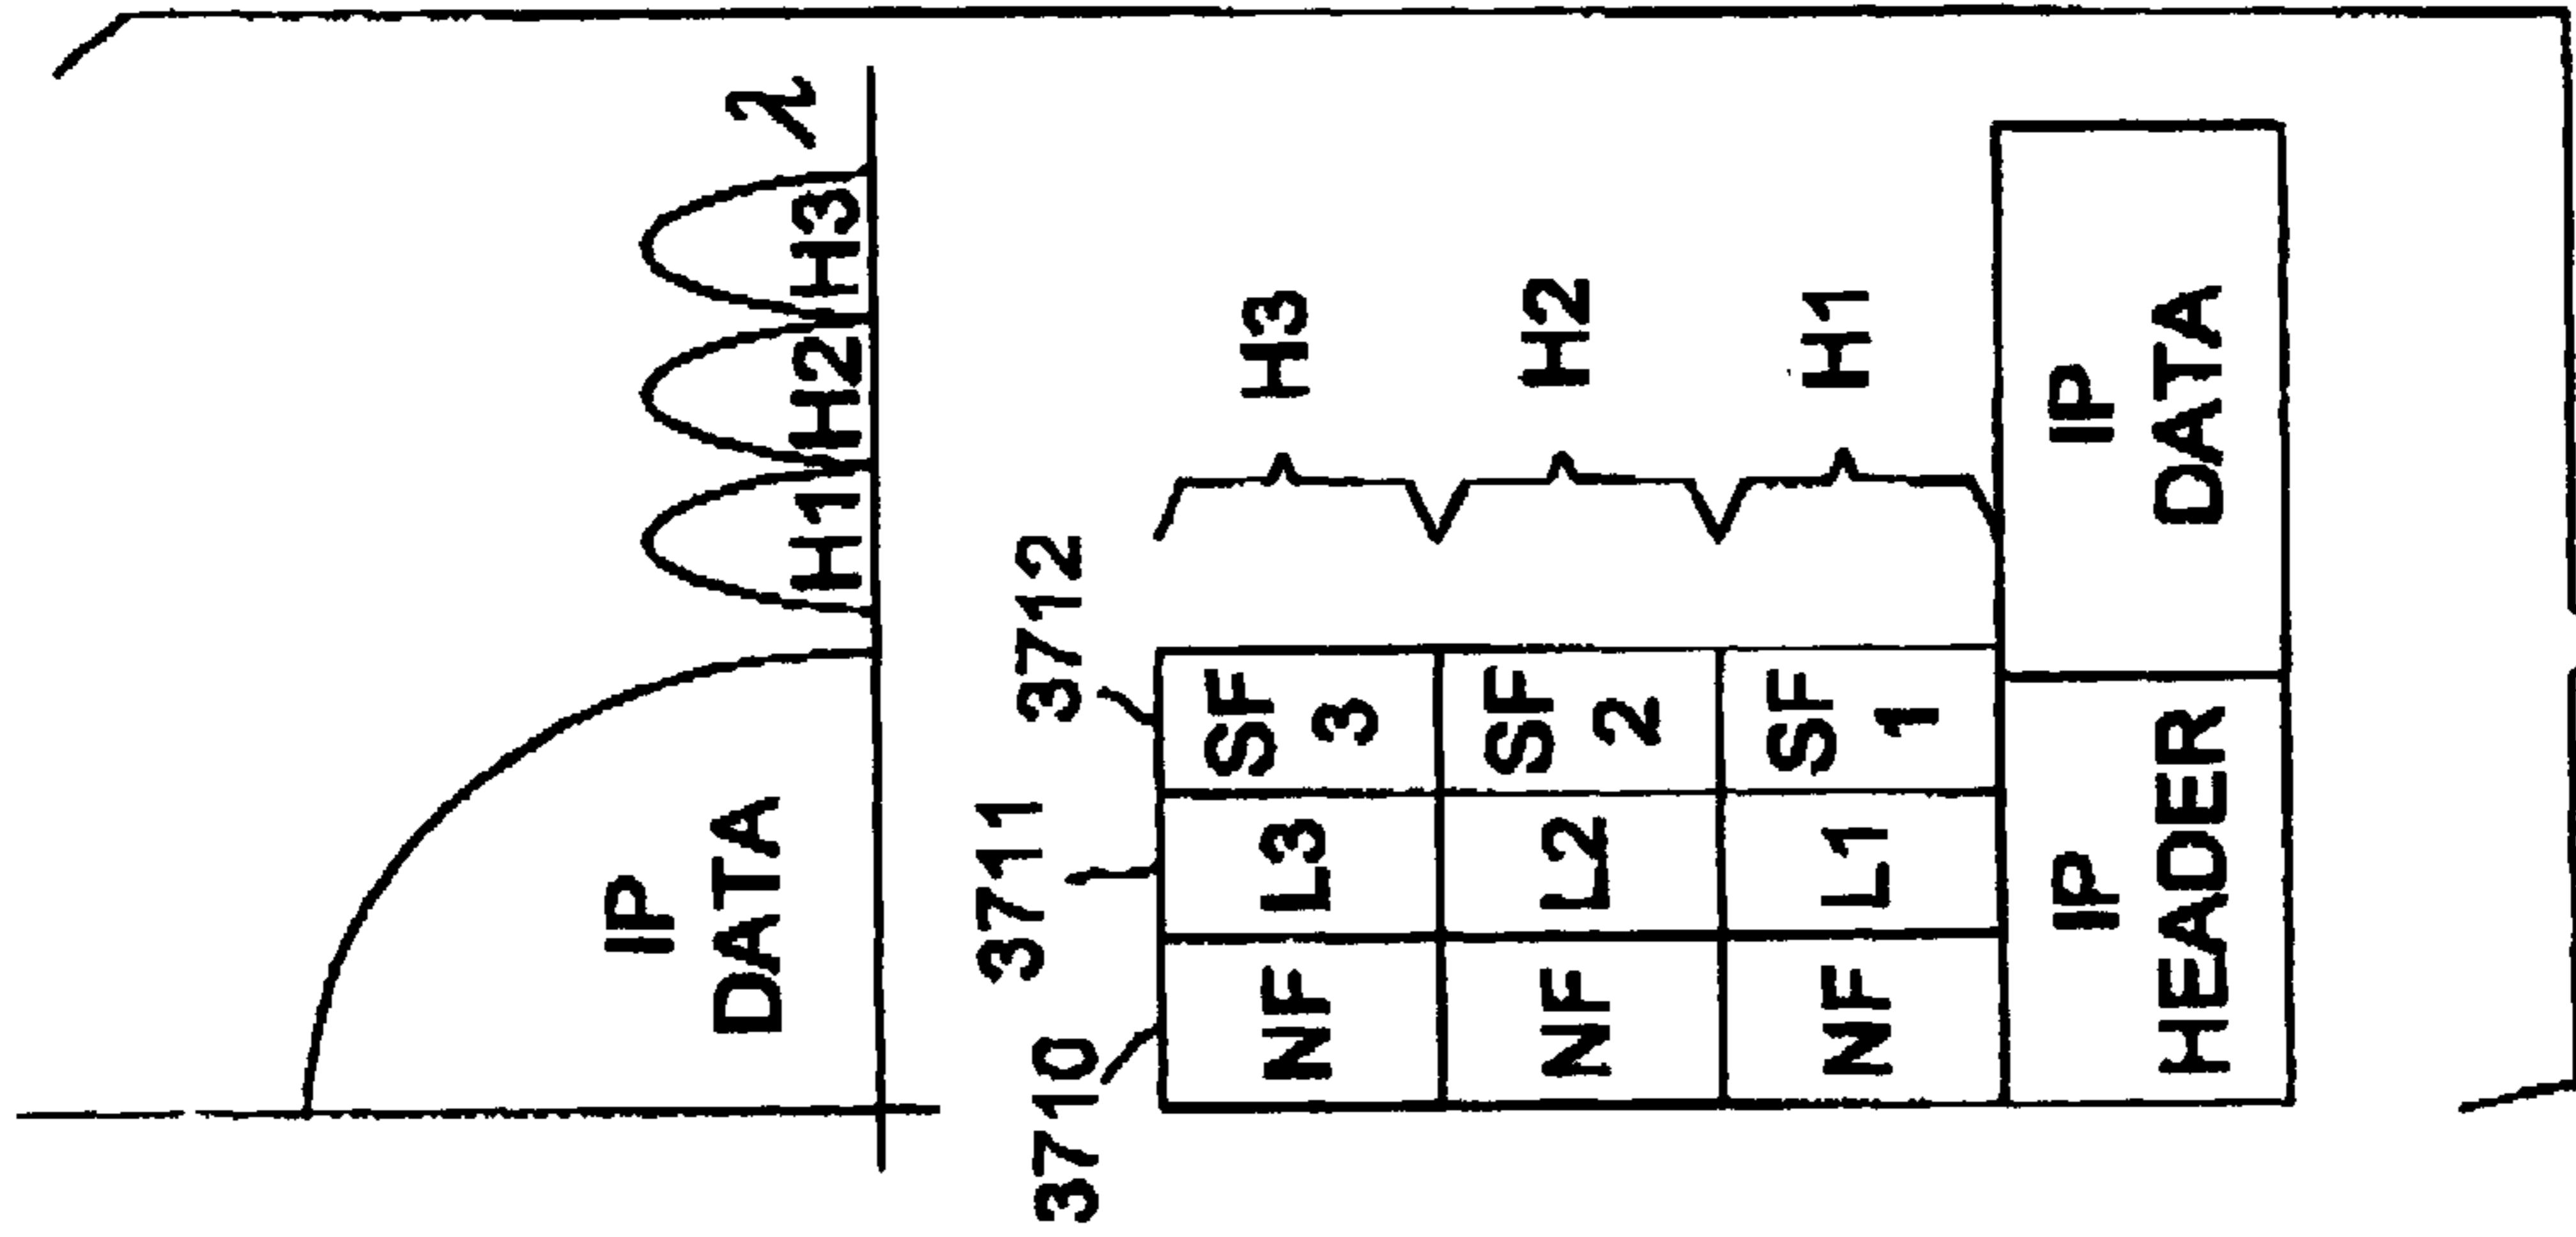 IP
DATA
λ
H1 H2 H3
3710 3711 3712
NF L3 SF 3 H3
NF L2 SF 2 H2
NF L1 SF 1 H1
IP HEADER
IP DATA